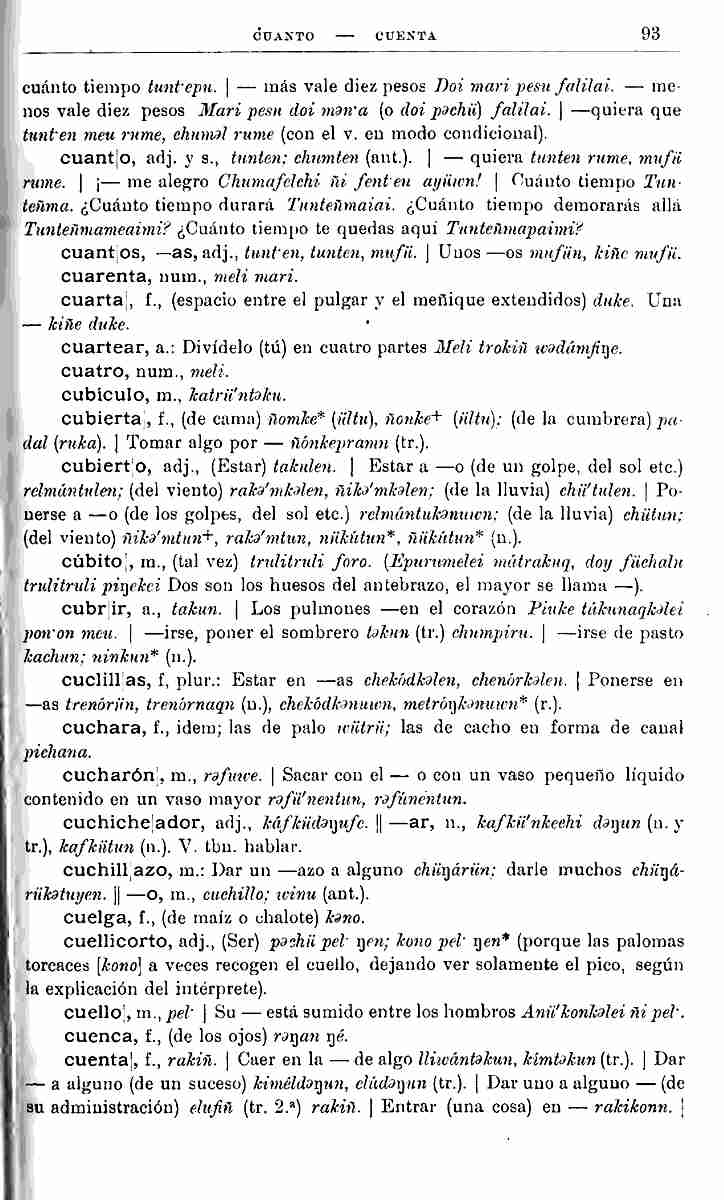 CUANTO — CUENTA 93
cuánto tiempo tunt·epu. | — más vale diez pesos Doi mari pesu falilai. — me-
nos vale diez pesos Mari pesu doi mən·a (o doi pəchü) falilai. | —quiera que
tunt·en meu rume, chuməl rume (con el v. en modo condicional).
cuant|o, adj. y s., tunten; chumten (ant.). | — quiera tunten rume, mufü
rume. | ¡— me alegro Chumafelchi ñi fent·en ayüwn! | Cuánto tiempo Tun-
teñma. ¿Cuánto tiempo durará Tunteñmaiai. ¿Cuánto tiempo demorarás allá
Tunteñmameaimi? ¿Cuánto tiempo te quedas aquí Tunteñmapaimi?
cuant|os, —as, adj., tunt·en, tunten, mufü. | Unos —os mufün, kiñe mufü.
cuarenta, num., meli mari.
cuarta|, f., (espacio entre el pulgar y el meñique extendidos) duke. Una
— kiñe duke.
cuartear, a.: Divídelo (tú) en cuatro partes Meli trokiñ wədámfiŋe.
cuatro, num., meli.
cubículo, m., katrü'ntəku.
cubierta|, f., (de cama) ñomke* (ültu), ñonke+ (ültu); (de la cumbrera) pa-
dal (ruka). | Tomar algo por — ñónkepramn (tr.).
cubiert|o, adj., (Estar) takulen. | Estar a —o (de un golpe, del sol etc.)
relmántulen; (del viento) rakə'mkəlen, ñikə'mkəlen; (de la lluvia) chü'tulen. | Po-
nerse a —o (de los golpes, del sol etc.) relmántukənuwn; (de la lluvia) chütun;
(del viento) ñikə'mtun+, rakə'mtun, nükútun*, ñükútun* (n.).
cúbito|, m., (tal vez) trulitruli foro. (Epurumelei mútrakuq, doy füchalu
trulitruli piŋekei Dos son los huesos del antebrazo, el mayor se llama —).
cubr|ir, a., takun. | Los pulmones —en el corazón Piuke tákunaqkəlei
pon·on meu. | —irse, poner el sombrero təkun (tr.) chumpiru. | —irse de pasto
kachun; ninkun* (n.).
cuclill|as, f, plur.: Estar en —as chekódkəlen, chenórkəlen. | Ponerse en
—as trenórün, trenórnaqn (n.), chekódkənuwn, metróŋkənuwn* (r.).
cuchara, f., idem; las de palo wütrü; las de cacho en forma de canal
pichana.
cucharón|, m., rəfuwe. | Sacar con el — o con un vaso pequeño líquido
contenido en un vaso mayor rəfü'nentun, rəfünentun.
cuchiche|ador, adj., káfküdəŋufe. || —ar, n., kafkü'nkechi dəŋun (n. y
tr.), kafkütun (n.). V. tbn. hablar.
cuchill|azo, m.: Dar un —azo a alguno chüŋárün; darle muchos chüŋá-
rükətuyen. || —o, m., cuchillo; winu (ant.).
cuelga, f., (de maíz o chalote) kəno.
cuellicorto, adj., (Ser) pəchü pel· ŋen; kono pel· ŋen* (porque las palomas
torcaces [kono] a veces recogen el cuello, dejando ver solamente el pico, según
la explicación del intérprete).
cuello|, m., pel· | Su — está sumido entre los hombros Anü'konkəlei ñi pel·.
cuenca, f., (de los ojos) rəŋan ŋé.
cuenta|, f., rakiñ. | Caer en la — de algo lliwántəkun, kímtəkun (tr.). | Dar
— a alguno (de un suceso) kiméldəŋun, elúdəŋun (tr.). | Dar uno a alguno — (de
su administración) elufiñ (tr. 2.ª) rakiñ. | Entrar (una cosa) en — rakikonn. |